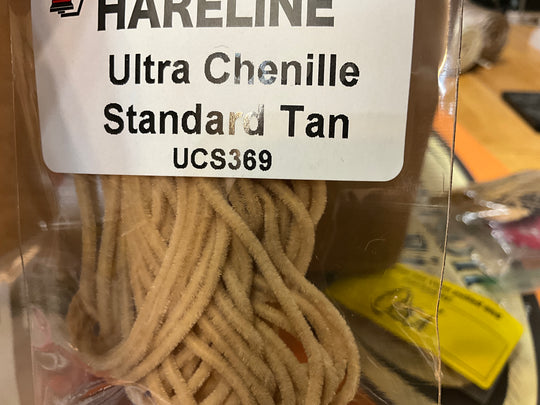 HARELINE
Ultra Chenille
Standard Tan
UCS369